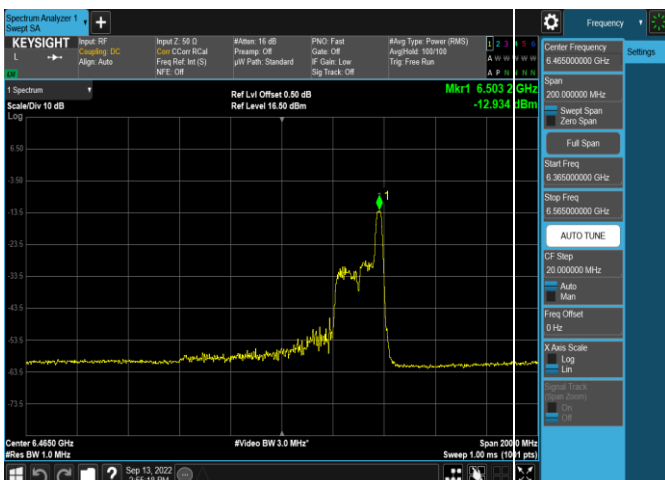 Spectrum Analyzer 1
Swept SA
+
Frequency
KEYSIGHT
L
Input: RF
Coupling: DC
Align: Auto
Input Z: 50 Ω
Corr CCorr RCal
Freq Ref: Int (S)
NFE: Off
#Atten: 16 dB
Preamp: Off
µW Path: Standard
PNO: Fast
Gate: Off
IF Gain: Low
Sig Track: Off
#Avg Type: Power (RMS)
Avg|Hold: 100/100
Trig: Free Run
1 2 3 4 5 6
A W W W W W
A P N N N N
LXI
1 Spectrum
Scale/Div 10 dB
Log
Ref Lvl Offset 0.50 dB
Ref Level 16.50 dBm
Mkr1 6.503 2 GHz
-12.934 dBm
1
6.50
-3.50
-13.5
-23.5
-33.5
-43.5
-53.5
-63.5
-73.5
Center 6.4650 GHz
#Res BW 1.0 MHz
#Video BW 3.0 MHz*
Span 200.0 MHz
Sweep 1.00 ms (1001 pts)
Sep 13, 2022
Settings
Center Frequency
6.465000000 GHz
Span
200.000000 MHz
Swept Span
Zero Span
Full Span
Start Freq
6.365000000 GHz
Stop Freq
6.565000000 GHz
AUTO TUNE
CF Step
20.000000 MHz
Auto
Man
Freq Offset
0 Hz
X Axis Scale
Log
Lin
Signal Track
(Span Zoom)
On
Off